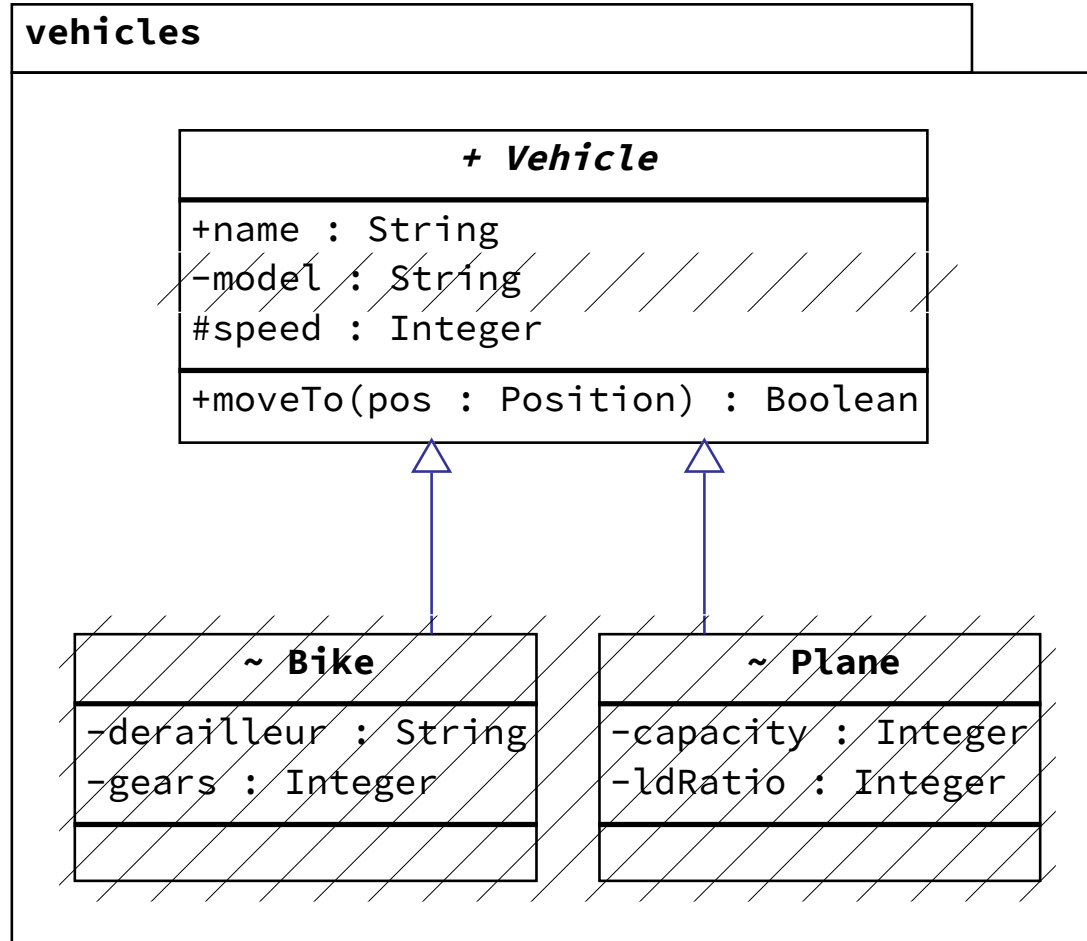 vehicles
+ Vehicle
+name : String
-model : String
#speed : Integer
+moveTo(pos : Position) : Boolean
~ Bike
-derailleur : String
-gears : Integer
~ Plane
-capacity : Integer
-ldRatio : Integer